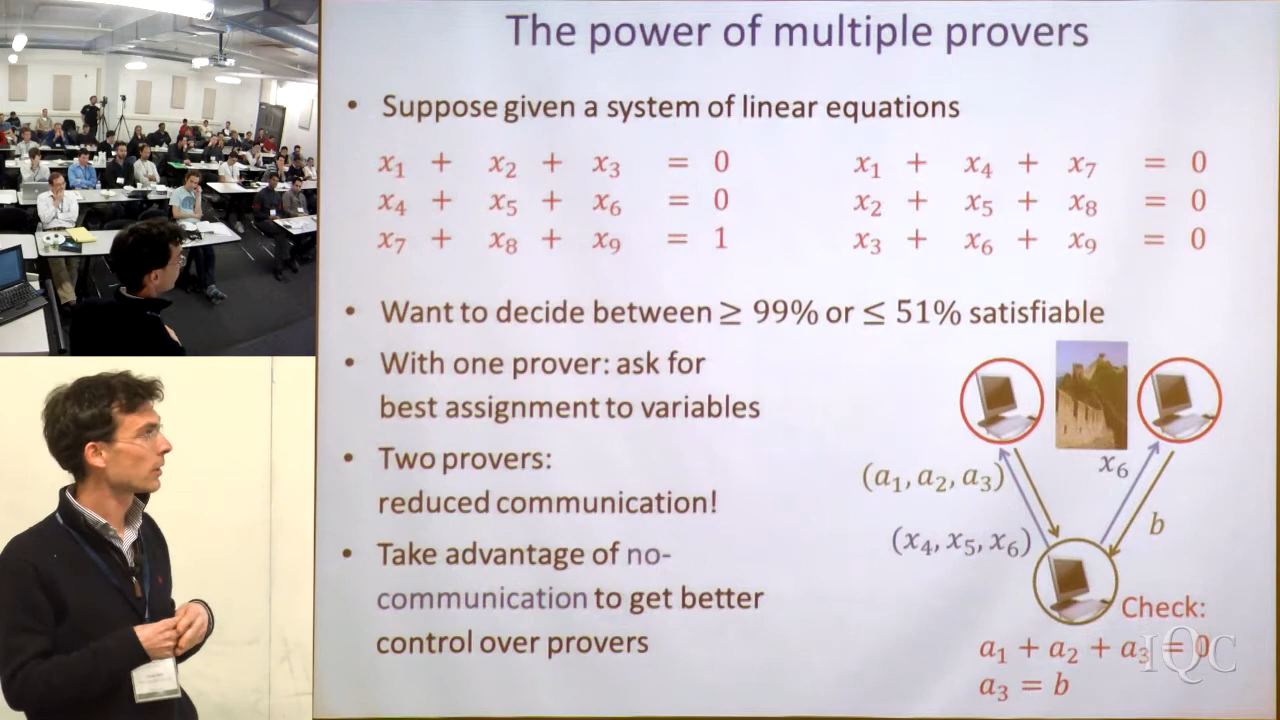 The power of multiple provers
• Suppose given a system of linear equations
x₁ + x₂ + x₃ = 0
x₄ + x₅ + x₆ = 0
x₇ + x₈ + x₉ = 1
x₁ + x₄ + x₇ = 0
x₂ + x₅ + x₈ = 0
x₃ + x₆ + x₉ = 0
• Want to decide between ≥ 99% or ≤ 51% satisfiable
• With one prover: ask for
best assignment to variables
• Two provers:
reduced communication!
• Take advantage of no-
communication to get better
control over provers
(a₁, a₂, a₃)
x₆
(x₄, x₅, x₆)
b
Check:
a₁ + a₂ + a₃ = 0
a₃ = b
IQC